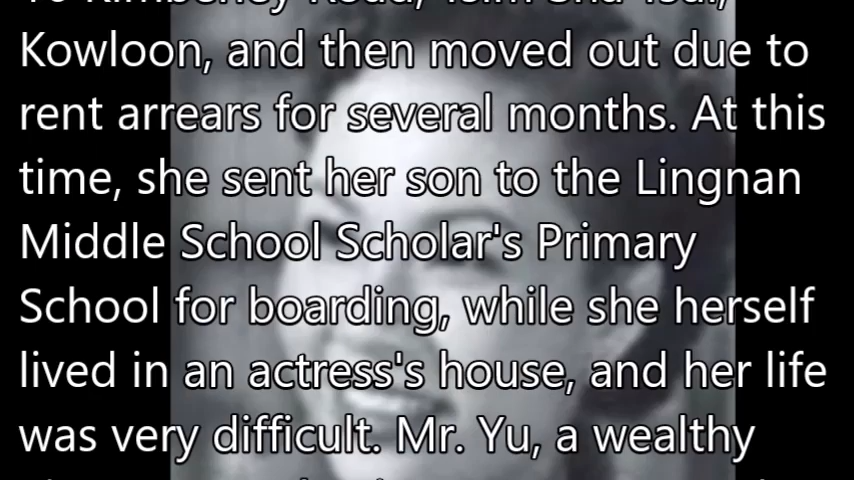 Kowloon, and then moved out due to
rent arrears for several months. At this
time, she sent her son to the Lingnan
Middle School Scholar's Primary
School for boarding, while she herself
lived in an actress's house, and her life
was very difficult. Mr. Yu, a wealthy